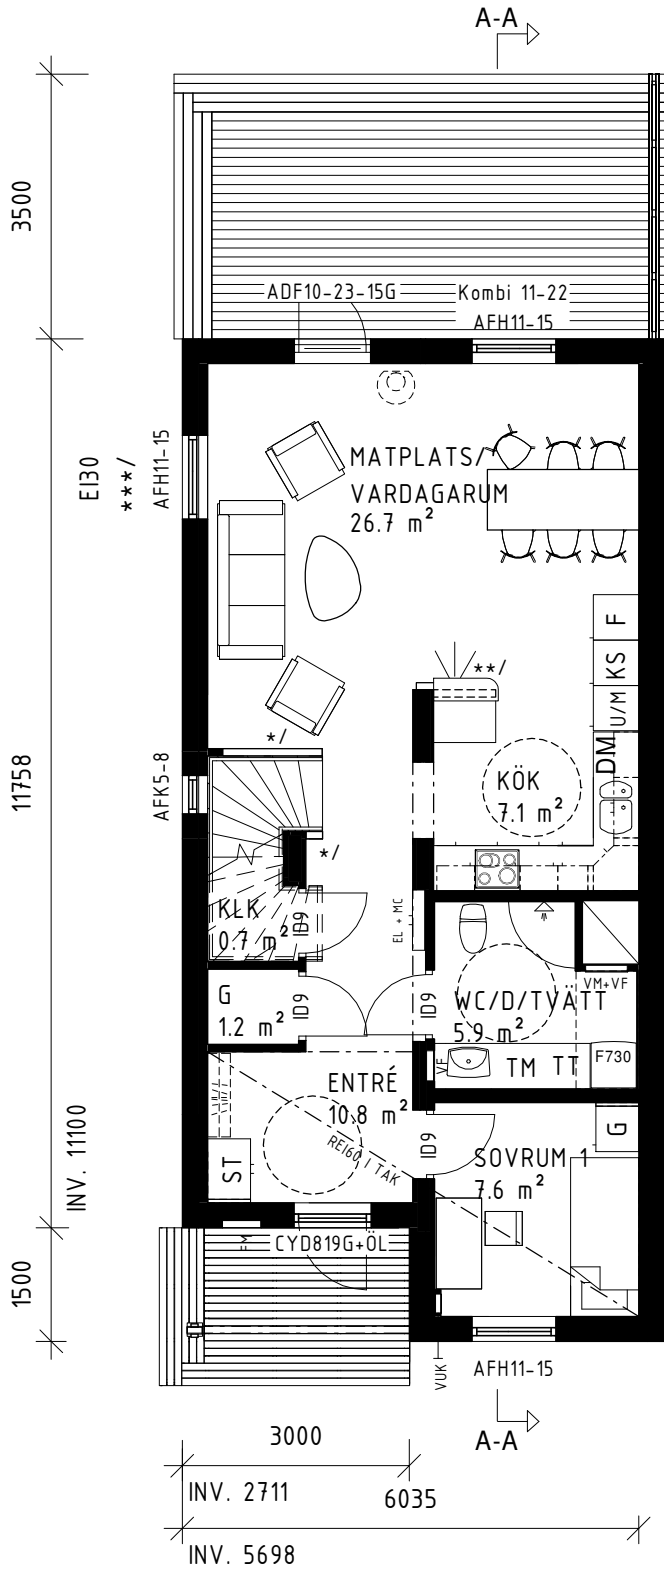 A-A
3500
ADF10-23-15G
Kombi 11-22
AFH11-15
EI30
***/
AFH11-15
MATPLATS/
VARDAGARUM
26.7 m²
F
KS
U/M
DM
**/
*/
11758
AFK5-8
KÖK
7.1 m²
*/
KLK
0.7 m²
ID9
EL + MC
G
1.2 m²
ID9
ID9
WC/D/TVÄTT
5.9 m²
VM+VF
VF
TM
TT
F730
ENTRÉ
10.8 m²
REI60 I TAK
ID9
ST
SOVRUM 1
7.6 m²
G
INV. 11100
1500
FM
CYD819G+ÖL
VUK
AFH11-15
A-A
3000
INV. 2711
6035
INV. 5698